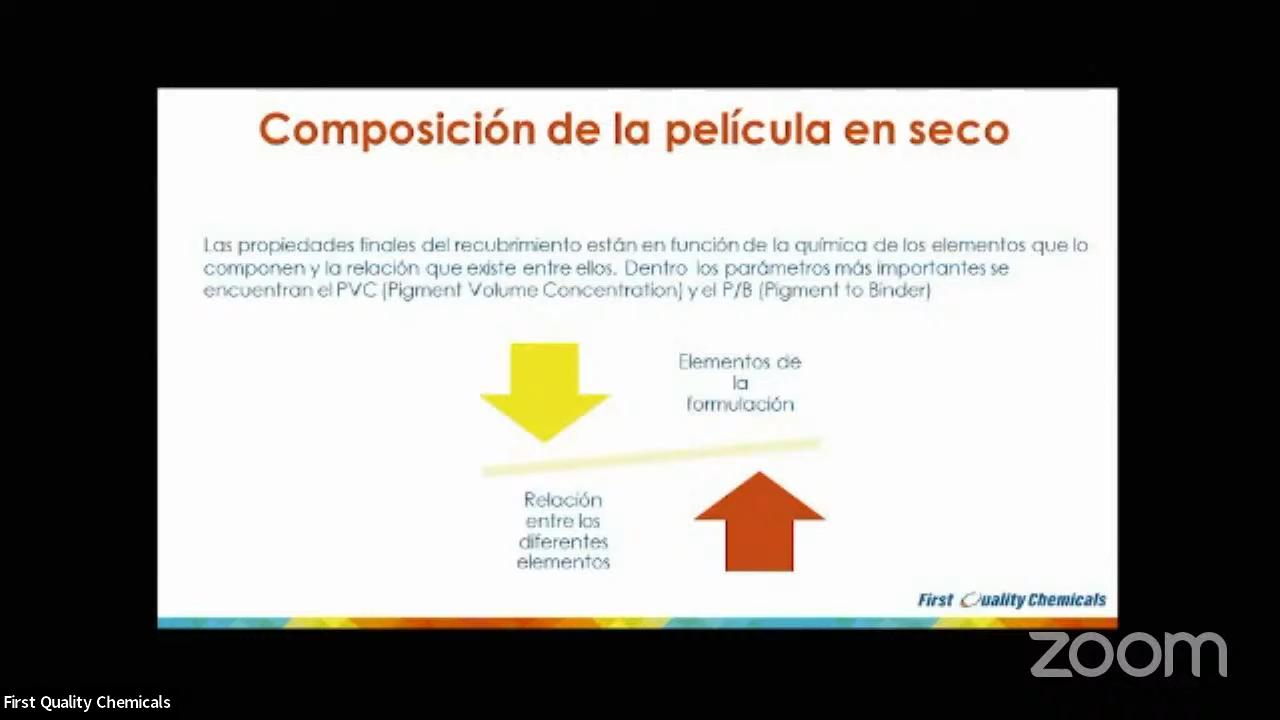 Composición de la película en seco
Las propiedades finales del recubrimiento están en función de la química de los elementos que lo
componen y la relación que existe entre ellos. Dentro los parámetros más importantes se
encuentran el PVC (Pigment Volume Concentration) y el P/B (Pigment to Binder)
Elementos de
la
formulación
Relación
entre los
diferentes
elementos
First Quality Chemicals
zoom
First Quality Chemicals